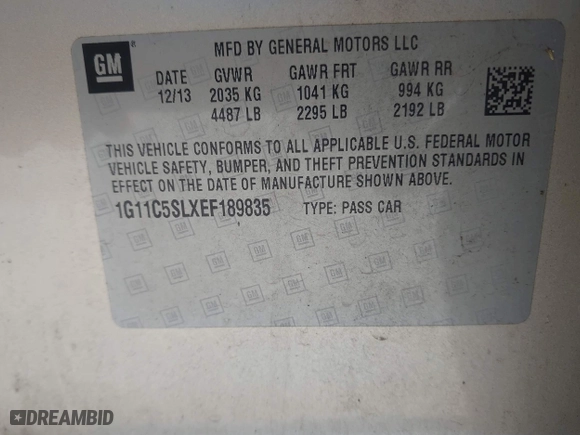 GM ® MFD BY GENERAL MOTORS LLC
DATE GVWR GAWR FRT GAWR RR
12/13 2035 KG 1041 KG 994 KG
4487 LB 2295 LB 2192 LB
THIS VEHICLE CONFORMS TO ALL APPLICABLE U.S. FEDERAL MOTOR
VEHICLE SAFETY, BUMPER, AND THEFT PREVENTION STANDARDS IN
EFFECT ON THE DATE OF MANUFACTURE SHOWN ABOVE.
1G11C5SLXEF189835 TYPE: PASS CAR
DREAMBID